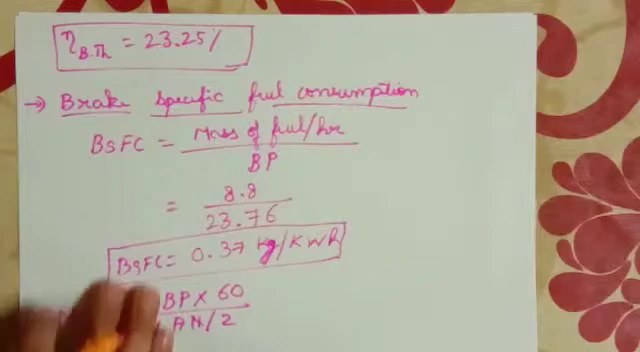 η B.Th = 23.25%
→ Brake Specific fuel consumption
BSFC = Mass of fuel/hr
BP
= 8.8
23.76
BSFC = 0.37 kg/KWh
BP X 60
AN/2